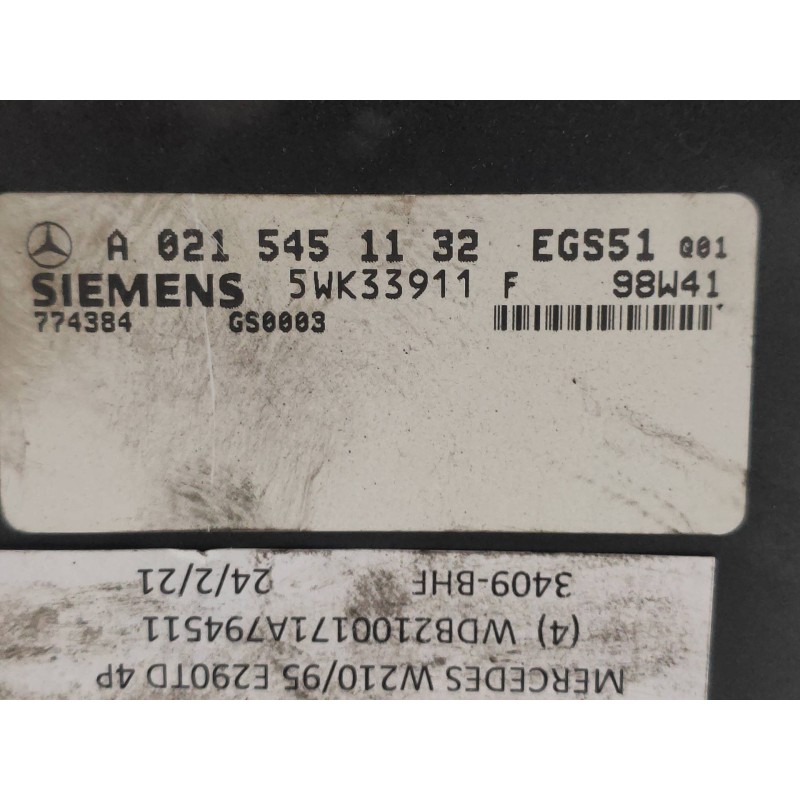 A 021 545 11 32 EGS51 Q01
SIEMENS 5WK33911 F 98W41
774384 GS0003
MERCEDES W210/95 E290TD 4P
(4) WDB2100171A794511
3409-BHF 24/2/21